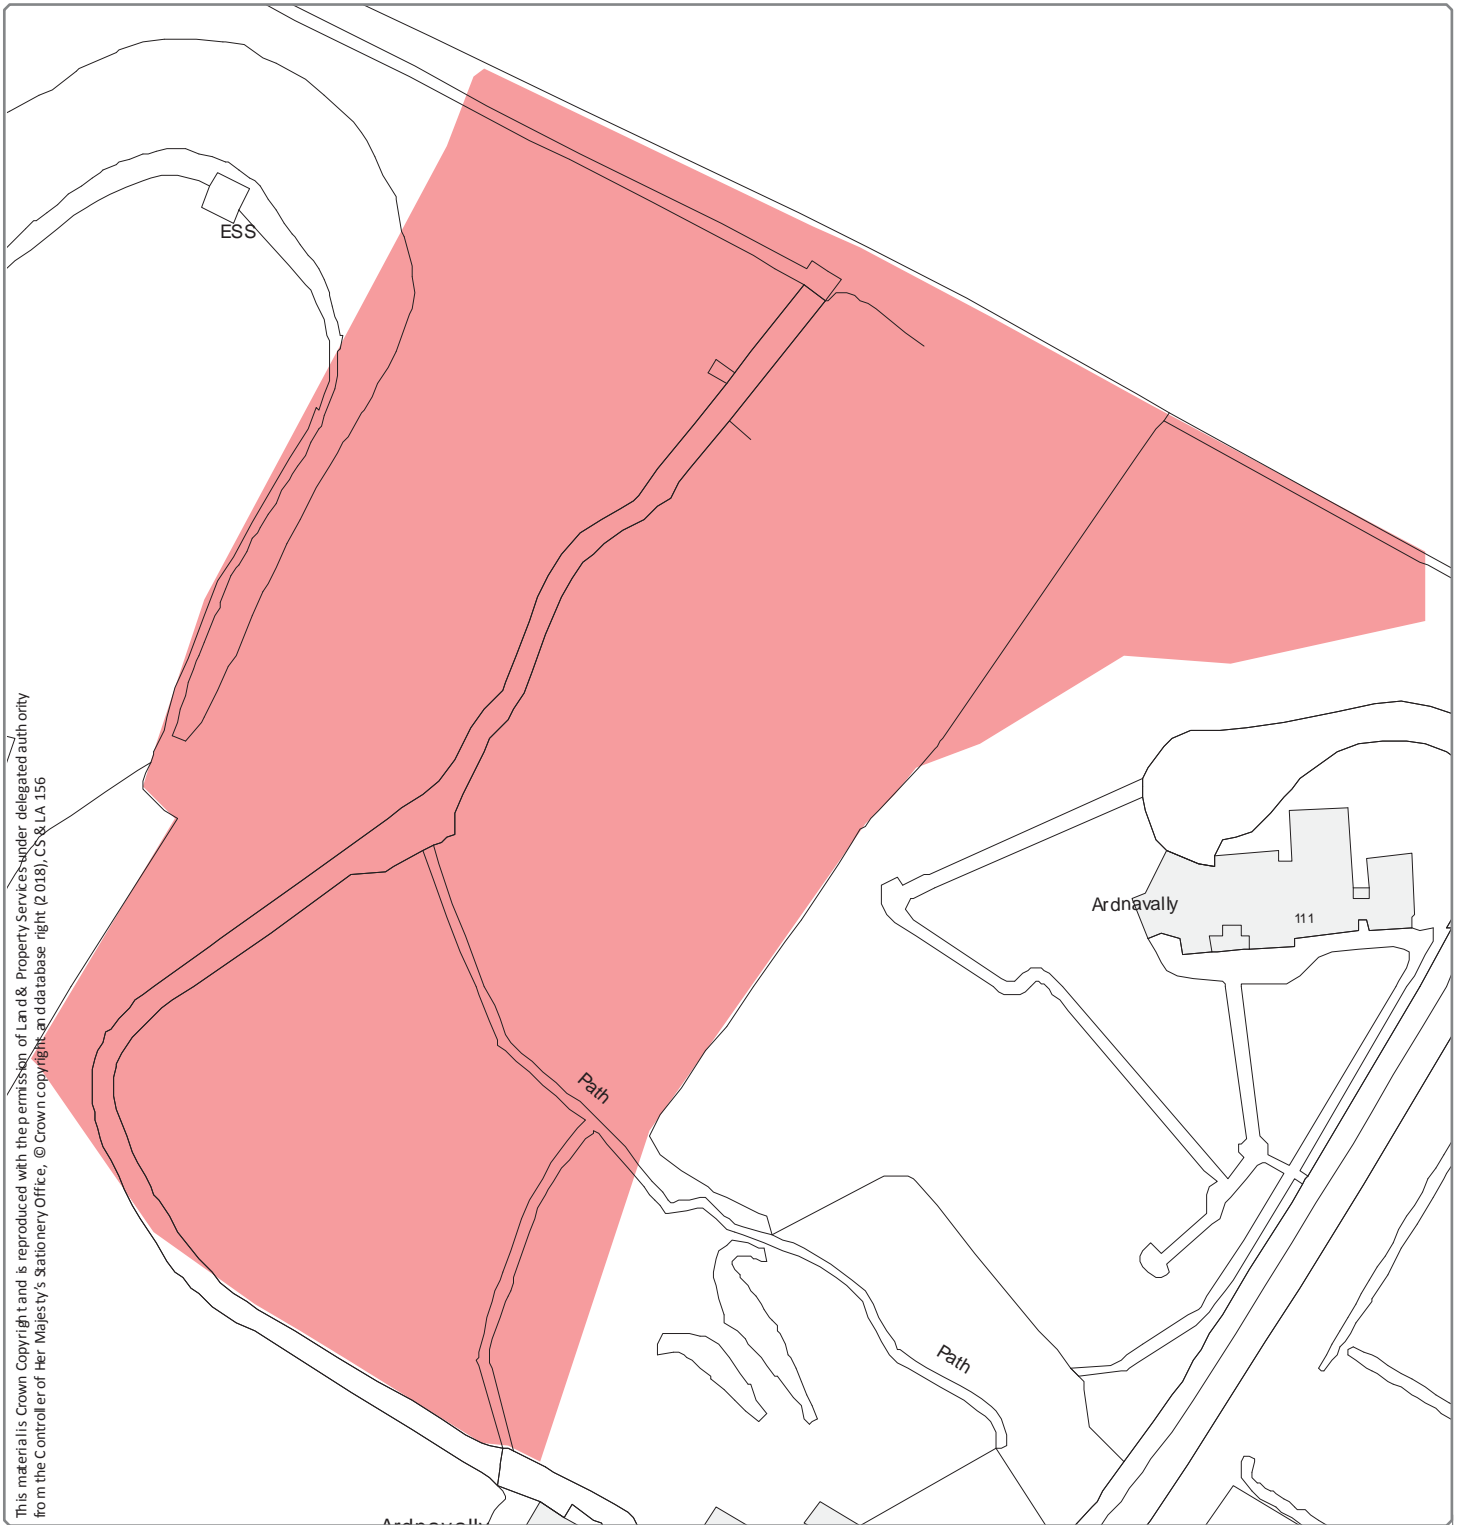 ESS
Ardnavally
111
Path
Path
This material is Crown Copyright and is reproduced with the permission of Land & Property Services under delegated authority
from the Controller of Her Majesty's Stationery Office, © Crown copyright and database right (2018), CS & LA 156
Ardnavally